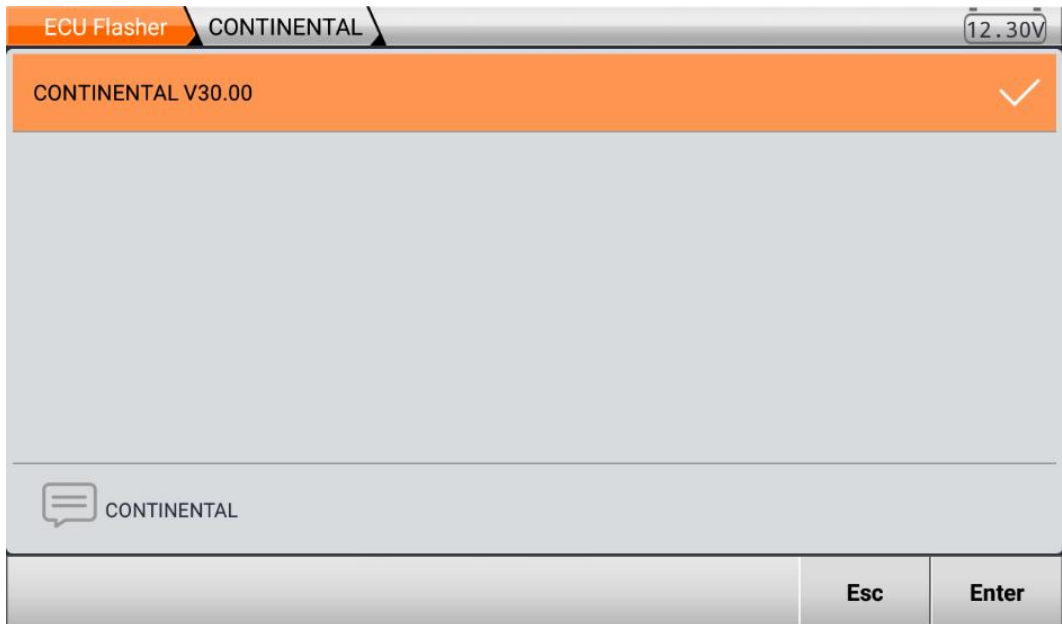 ECU Flasher CONTINENTAL 12.30V
CONTINENTAL V30.00
CONTINENTAL
Esc Enter